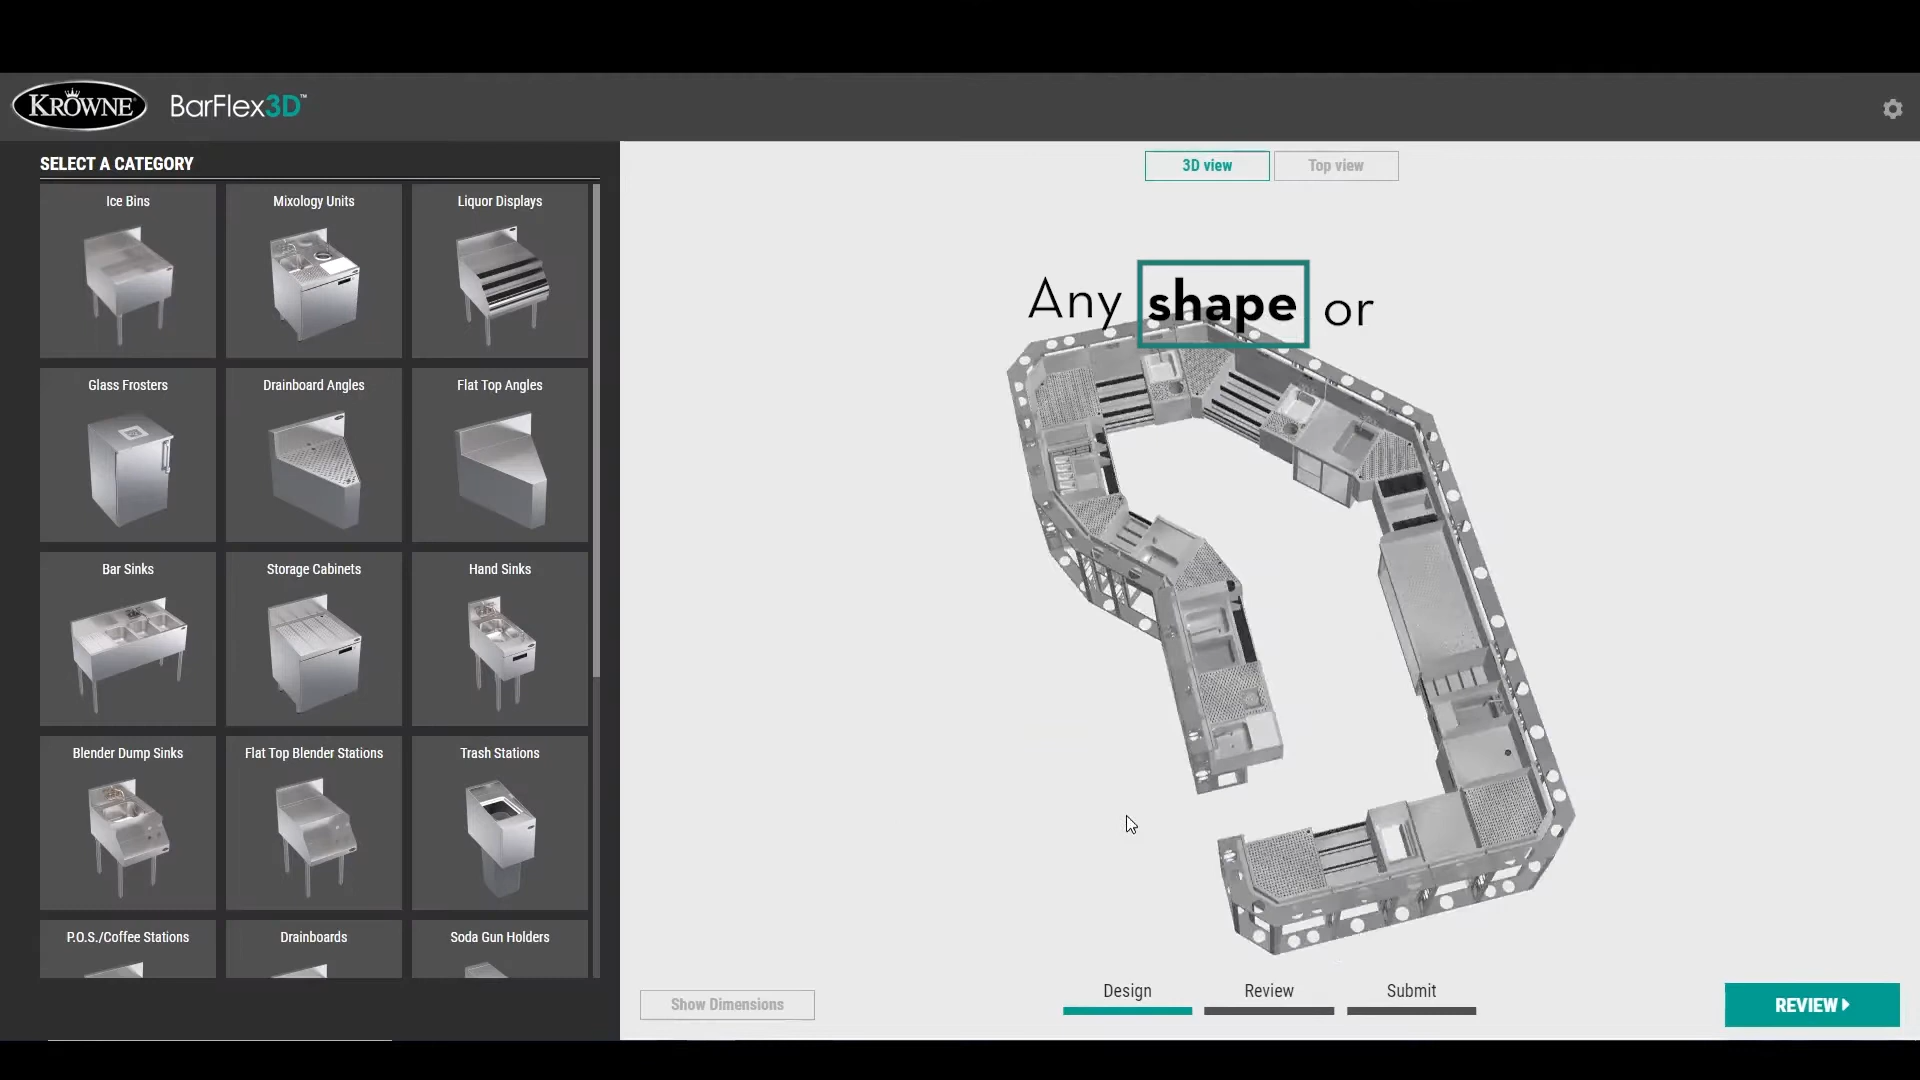 KROWNE
BarFlex3D™
SELECT A CATEGORY
Ice Bins
Mixology Units
Liquor Displays
Glass Frosters
Drainboard Angles
Flat Top Angles
Bar Sinks
Storage Cabinets
Hand Sinks
Blender Dump Sinks
Flat Top Blender Stations
Trash Stations
P.O.S./Coffee Stations
Drainboards
Soda Gun Holders
3D view
Top view
Any shape or
Show Dimensions
Design
Review
Submit
REVIEW